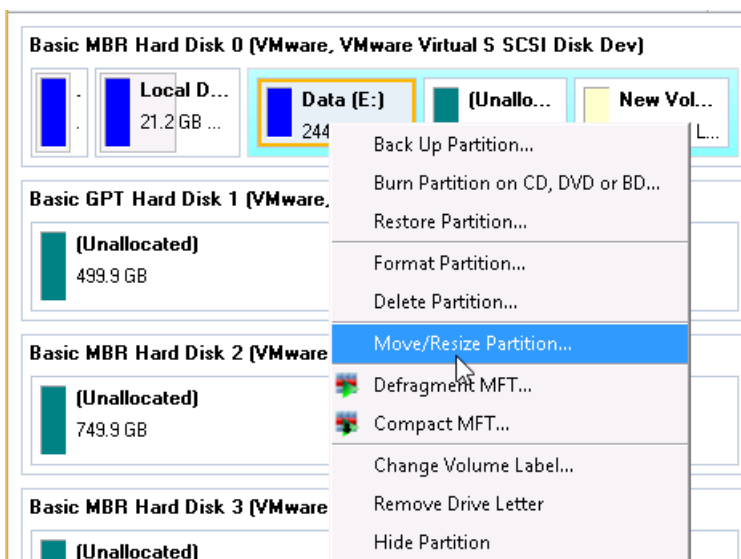 Basic MBR Hard Disk 0 (VMware, VMware Virtual S SCSI Disk Dev)
. Local D... Data (E:) (Unallo... New Vol...
. 21.2 GB ... 244 L...
Back Up Partition...
Burn Partition on CD, DVD or BD...
Basic GPT Hard Disk 1 (VMware,
Restore Partition...
(Unallocated)
499.9 GB
Format Partition...
Delete Partition...
Move/Resize Partition...
Basic MBR Hard Disk 2 (VMware
Defragment MFT...
(Unallocated)
749.9 GB
Compact MFT...
Change Volume Label...
Basic MBR Hard Disk 3 (VMware
Remove Drive Letter
Hide Partition
(Unallocated)